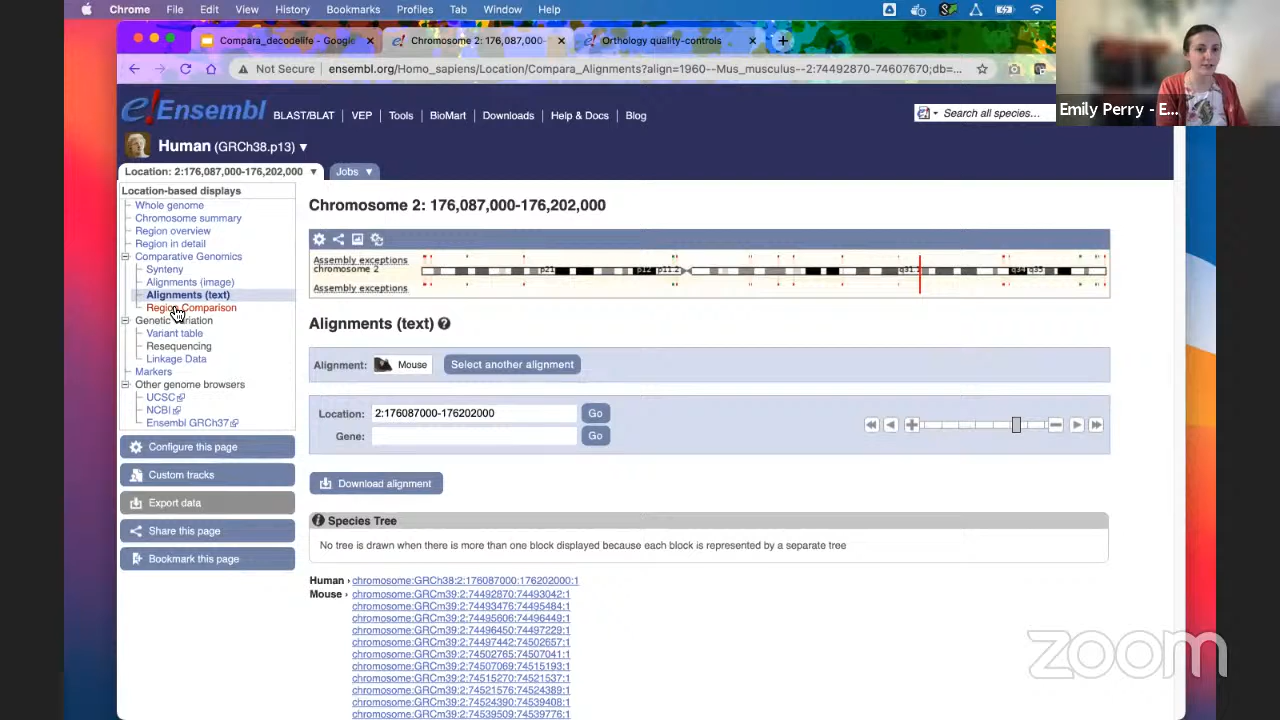 Chrome File Edit View History Bookmarks Profiles Tab Window Help
Compara_decodelife - Google
Chromosome 2: 176,087,000-
Orthology quality-controls
Not Secure ensembl.org/Homo_sapiens/Location/Compara_Alignments?align=1960--Mus_musculus--2:74492870-74607670;db=...
Emily Perry - E...
e!Ensembl BLAST/BLAT VEP Tools BioMart Downloads Help & Docs Blog
Search all species...
Human (GRCh38.p13) ▼
Location: 2:176,087,000-176,202,000 ▼
Jobs ▼
Location-based displays
Whole genome
Chromosome summary
Region overview
Region in detail
Comparative Genomics
Synteny
Alignments (image)
Alignments (text)
Region Comparison
Genetic Variation
Variant table
Resequencing
Linkage Data
Markers
Other genome browsers
UCSC
NCBI
Ensembl GRCh37
Configure this page
Custom tracks
Export data
Share this page
Bookmark this page
Chromosome 2: 176,087,000-176,202,000
Assembly exceptions
chromosome 2 p21 p12 p11.2 q31.1 q34 q35
Assembly exceptions
Alignments (text)
Alignment: Mouse Select another alignment
Location: 2:176087000-176202000 Go
Gene: Go
Download alignment
Species Tree
No tree is drawn when there is more than one block displayed because each block is represented by a separate tree
Human › chromosome:GRCh38:2:176087000:176202000:1
Mouse › chromosome:GRCm39:2:74492870:74493042:1
chromosome:GRCm39:2:74493476:74495484:1
chromosome:GRCm39:2:74495606:74496449:1
chromosome:GRCm39:2:74496450:74497229:1
chromosome:GRCm39:2:74497442:74502657:1
chromosome:GRCm39:2:74502765:74507041:1
chromosome:GRCm39:2:74507069:74515193:1
chromosome:GRCm39:2:74515270:74521537:1
chromosome:GRCm39:2:74521576:74524389:1
chromosome:GRCm39:2:74524390:74539408:1
chromosome:GRCm39:2:74539509:74539776:1
zoom